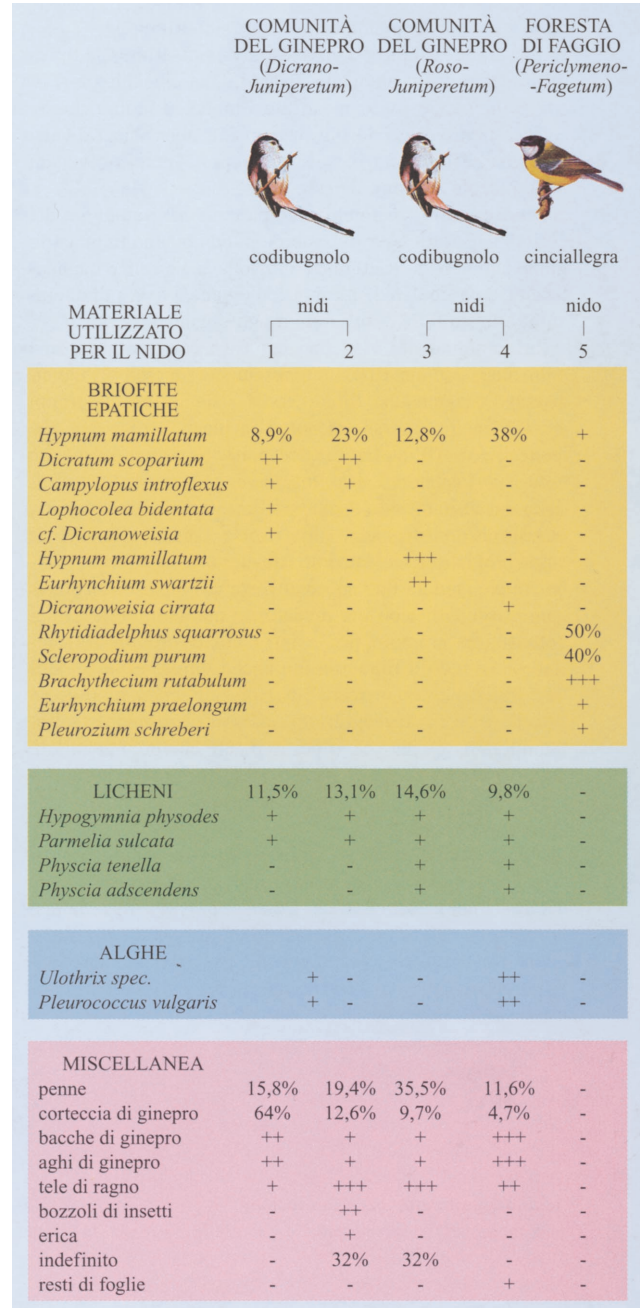 COMUNITÀ COMUNITÀ FORESTA
DEL GINEPRO DEL GINEPRO DI FAGGIO
(Dicrano- (Roso- (Periclymeno-
Juniperetum) Juniperetum) -Fagetum)
codibugnolo codibugnolo cinciallegra
MATERIALE nidi nidi nido
UTILIZZATO
PER IL NIDO 1 2 3 4 5
BRIOFITE
EPATICHE
Hypnum mamillatum 8,9% 23% 12,8% 38% +
Dicratum scoparium ++ ++ - - -
Campylopus introflexus + + - - -
Lophocolea bidentata + - - - -
cf. Dicranoweisia + - - - -
Hypnum mamillatum - - +++ - -
Eurhynchium swartzii - - ++ - -
Dicranoweisia cirrata - - - + -
Rhytidiadelphus squarrosus - - - - 50%
Scleropodium purum - - - - 40%
Brachythecium rutabulum - - - - +++
Eurhynchium praelongum - - - - +
Pleurozium schreberi - - - - +
LICHENI 11,5% 13,1% 14,6% 9,8% -
Hypogymnia physodes + + + + -
Parmelia sulcata + + + + -
Physcia tenella - - + + -
Physcia adscendens - - + + -
ALGHE
Ulothrix spec. + - - ++ -
Pleurococcus vulgaris + - - ++ -
MISCELLANEA
penne 15,8% 19,4% 35,5% 11,6% -
corteccia di ginepro 64% 12,6% 9,7% 4,7% -
bacche di ginepro ++ + + +++ -
aghi di ginepro ++ + + +++ -
tele di ragno + +++ +++ ++ -
bozzoli di insetti - ++ - - -
erica - + - - -
indefinito - 32% 32% - -
resti di foglie - - - + -